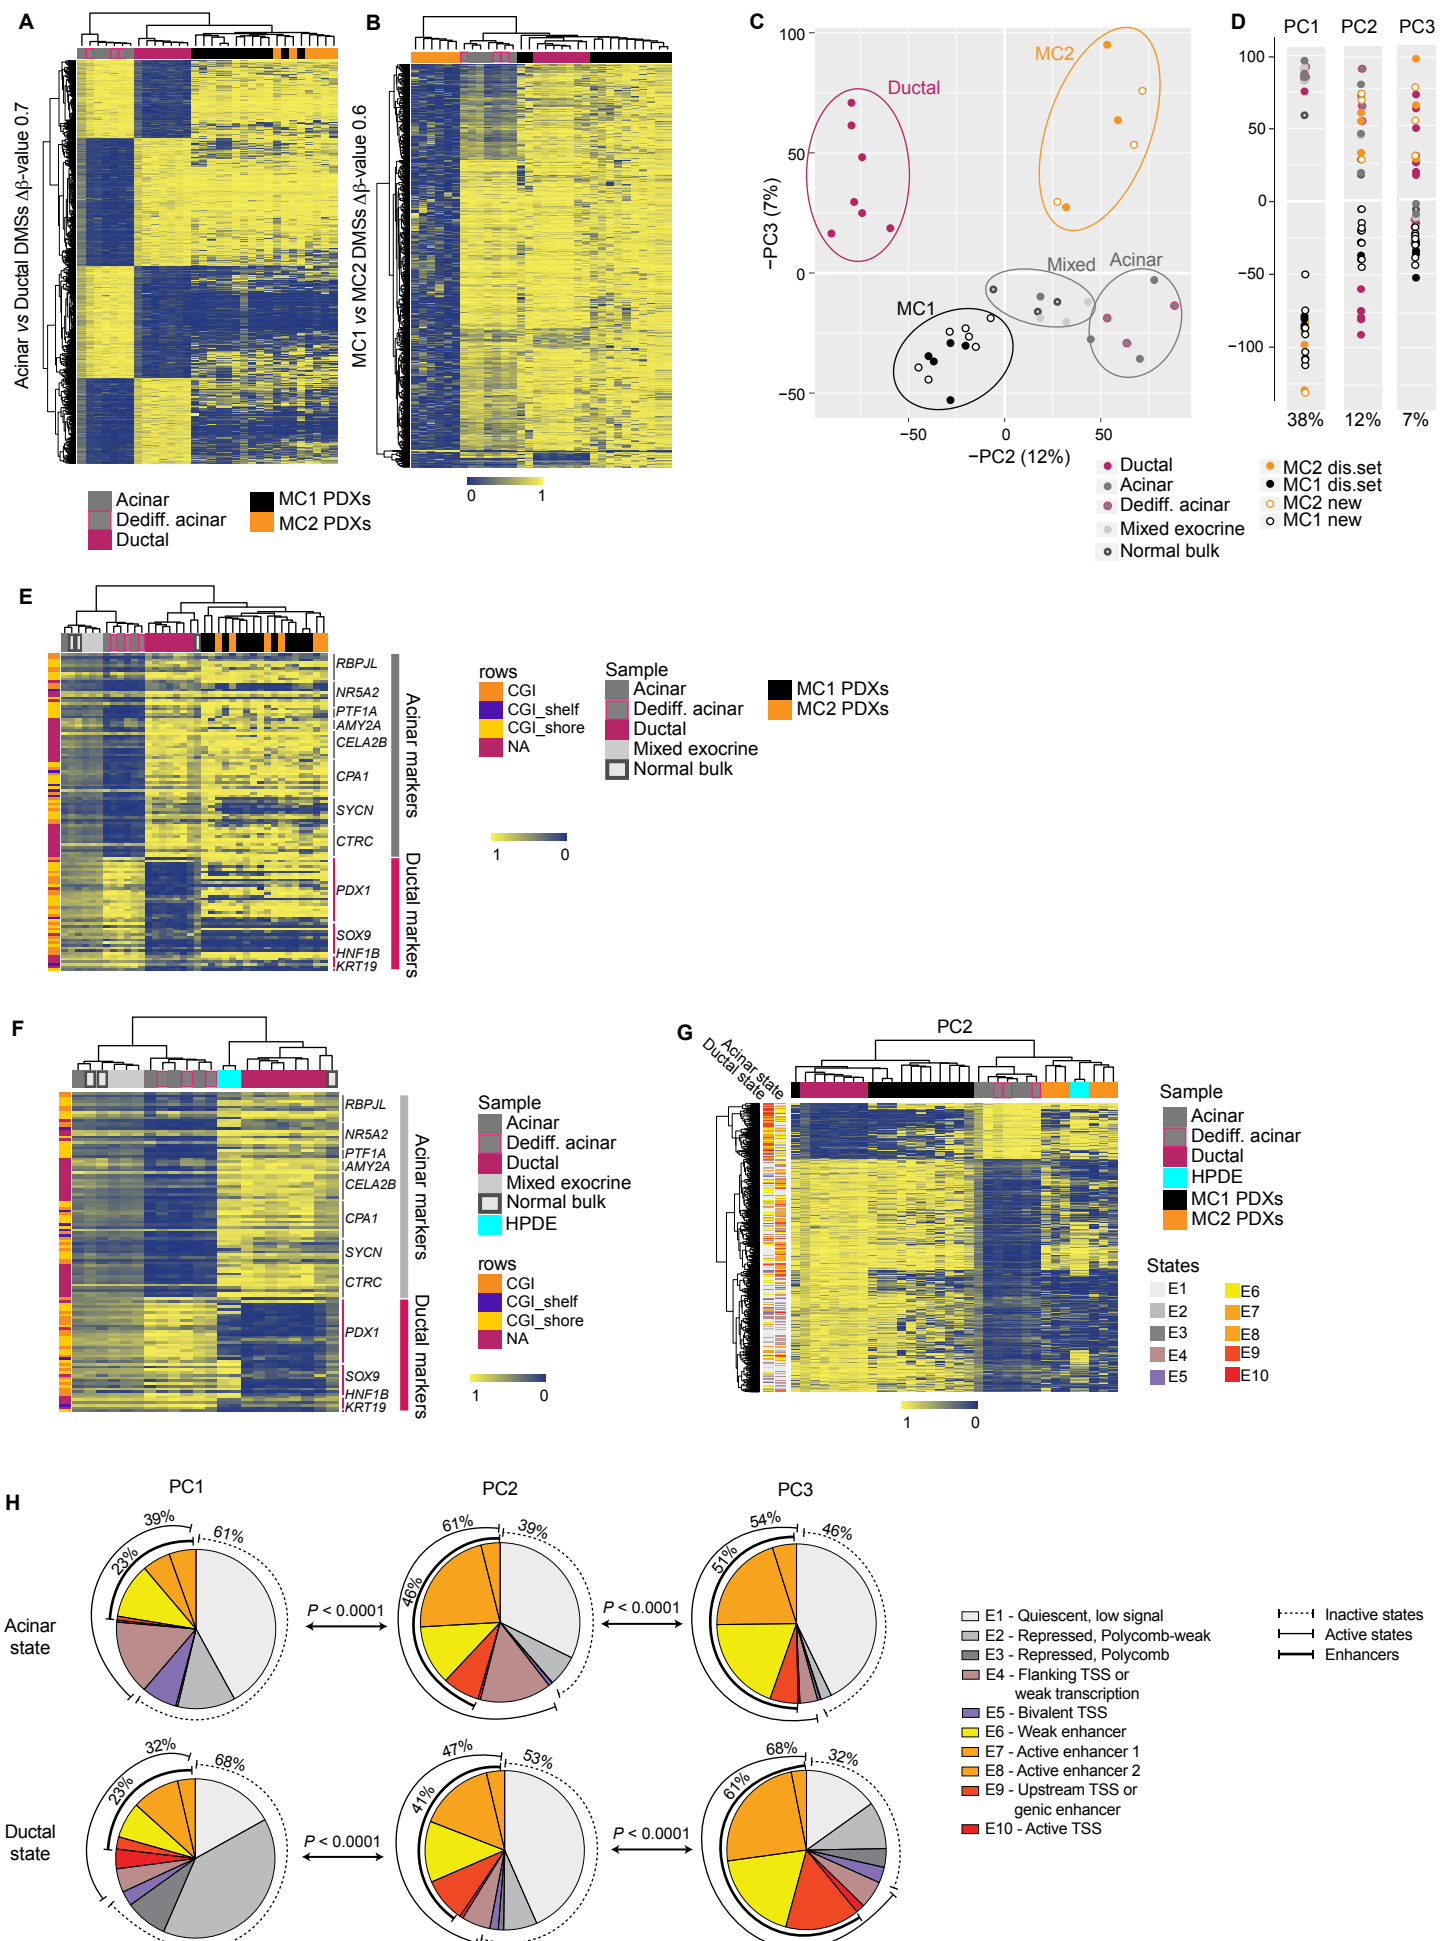 A
Acinar vs Ductal DMSs Δβ-value 0.7
B
MC1 vs MC2 DMSs Δβ-value 0.6
0
1
Acinar
Dediff. acinar
Ductal
MC1 PDXs
MC2 PDXs
C
100
50
0
−50
−PC3 (7%)
−50
0
50
−PC2 (12%)
Ductal
MC2
Mixed
Acinar
MC1
D
PC1
PC2
PC3
100
50
0
−50
−100
38%
12%
7%
Ductal
Acinar
Dediff. acinar
Mixed exocrine
Normal bulk
MC2 dis.set
MC1 dis.set
MC2 new
MC1 new
E
RBPJL
NR5A2
PTF1A
AMY2A
CELA2B
CPA1
SYCN
CTRC
PDX1
SOX9
HNF1B
KRT19
Acinar markers
Ductal markers
rows
CGI
CGI_shelf
CGI_shore
NA
Sample
Acinar
Dediff. acinar
Ductal
Mixed exocrine
Normal bulk
MC1 PDXs
MC2 PDXs
1
0
F
RBPJL
NR5A2
PTF1A
AMY2A
CELA2B
CPA1
SYCN
CTRC
PDX1
SOX9
HNF1B
KRT19
Acinar markers
Ductal markers
Sample
Acinar
Dediff. acinar
Ductal
Mixed exocrine
Normal bulk
HPDE
rows
CGI
CGI_shelf
CGI_shore
NA
1
0
G
PC2
Acinar state
Ductal state
1
0
Sample
Acinar
Dediff. acinar
Ductal
HPDE
MC1 PDXs
MC2 PDXs
States
E1
E2
E3
E4
E5
E6
E7
E8
E9
E10
H
PC1
PC2
PC3
Acinar
state
39%
61%
23%
P < 0.0001
61%
39%
46%
P < 0.0001
54%
46%
51%
Ductal
state
32%
68%
23%
P < 0.0001
47%
53%
41%
P < 0.0001
68%
32%
61%
E1 - Quiescent, low signal
E2 - Repressed, Polycomb-weak
E3 - Repressed, Polycomb
E4 - Flanking TSS or
weak transcription
E5 - Bivalent TSS
E6 - Weak enhancer
E7 - Active enhancer 1
E8 - Active enhancer 2
E9 - Upstream TSS or
genic enhancer
E10 - Active TSS
Inactive states
Active states
Enhancers